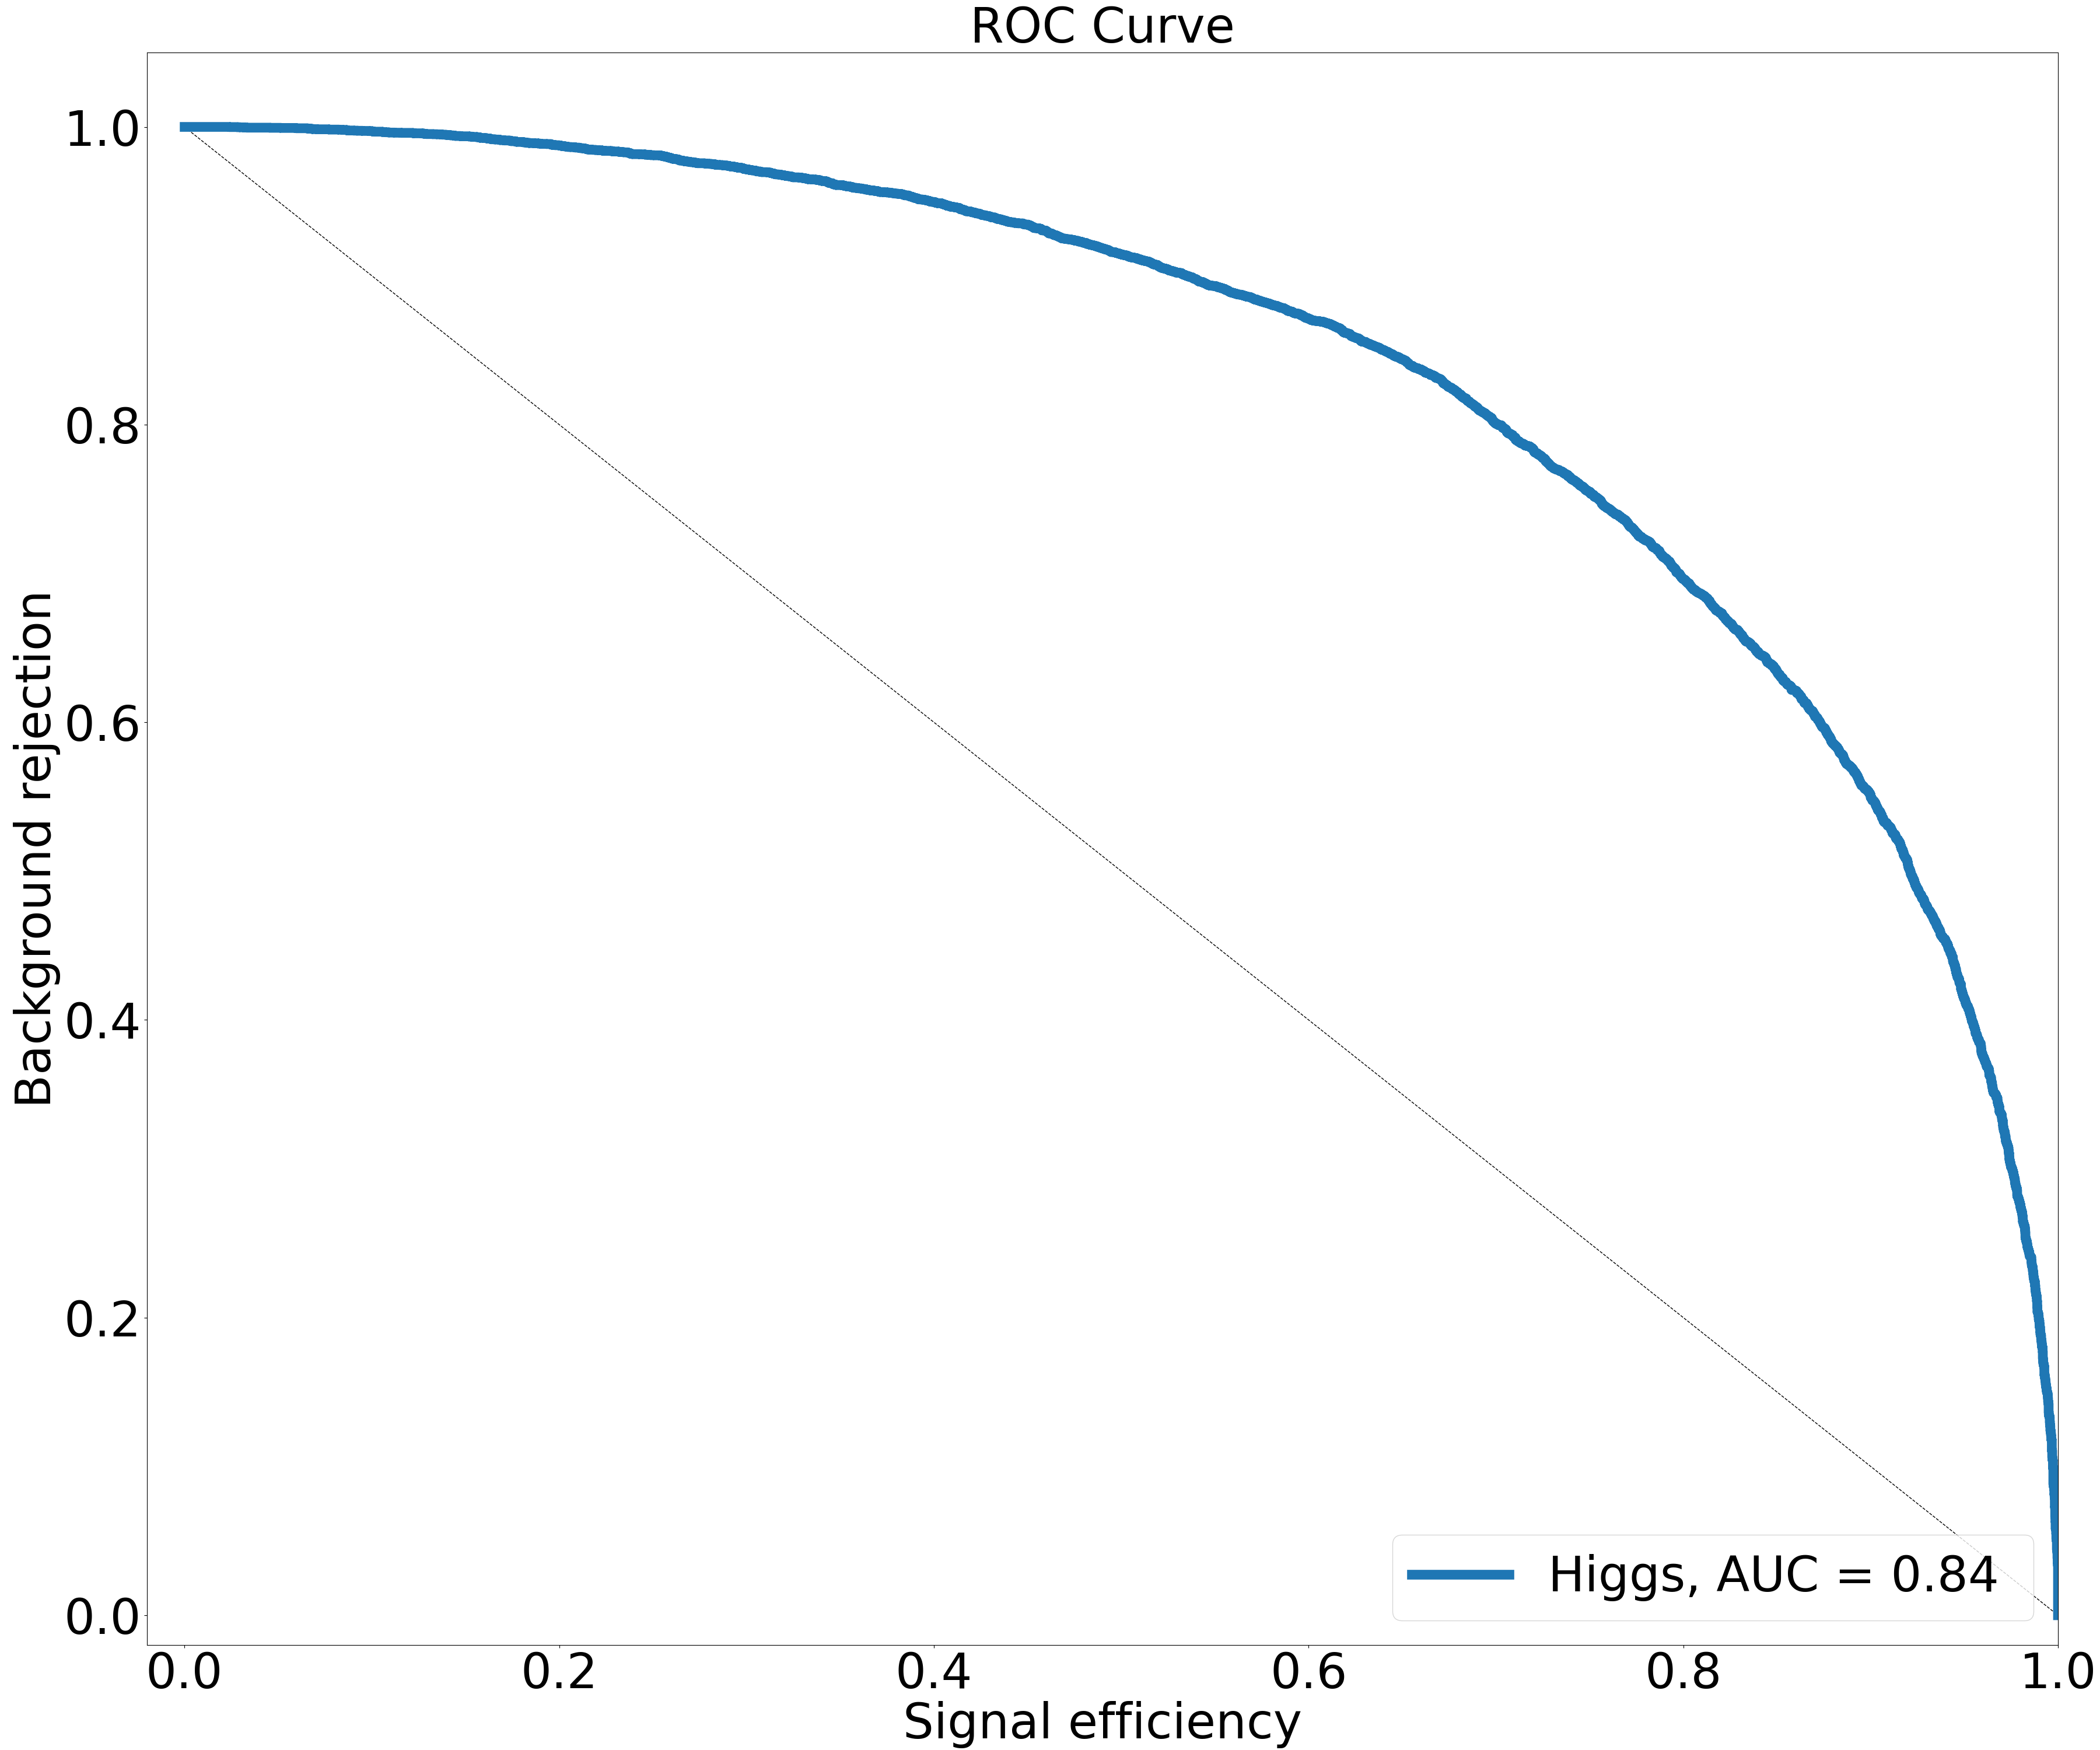 ROC Curve
1.0
0.8
0.6
0.4
0.2
0.0
Background rejection
Higgs, AUC = 0.84
0.0 0.2 0.4 0.6 0.8 1.0
Signal efficiency